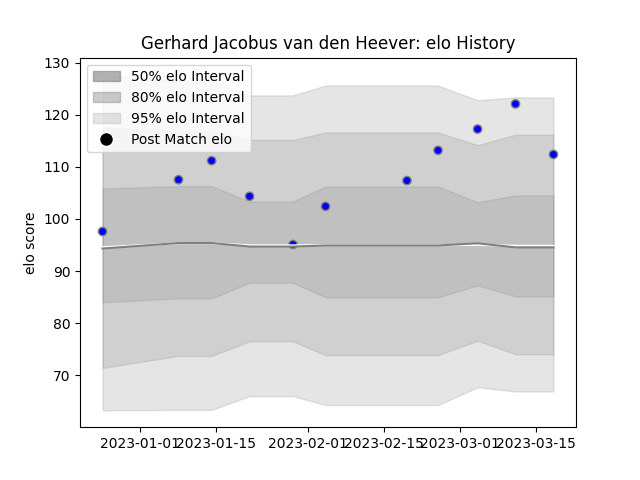 Gerhard Jacobus van den Heever: elo History
50% elo Interval
80% elo Interval
95% elo Interval
Post Match elo
elo score
130
120
110
100
90
80
70
2023-01-01 2023-01-15 2023-02-01 2023-02-15 2023-03-01 2023-03-15